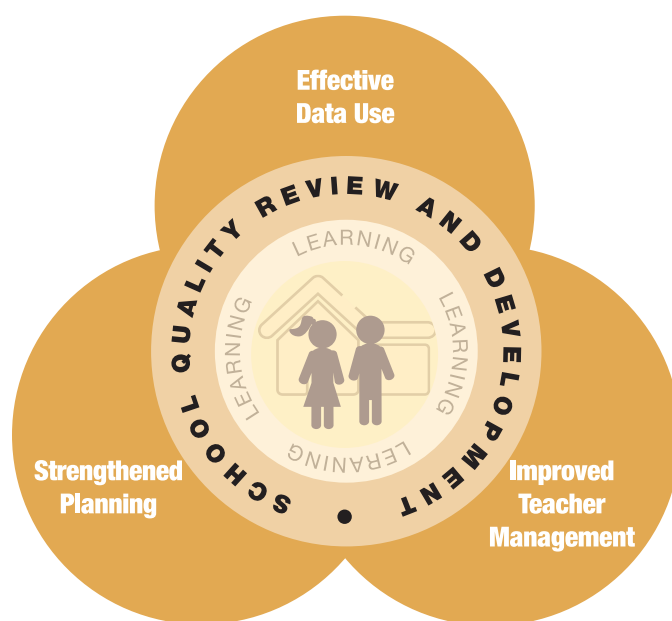 Effective
Data Use
SCHOOL QUALITY REVIEW AND DEVELOPMENT •
LEARNING
LEARNING
LEARNING
LERANING
Strengthened
Planning
Improved
Teacher
Management